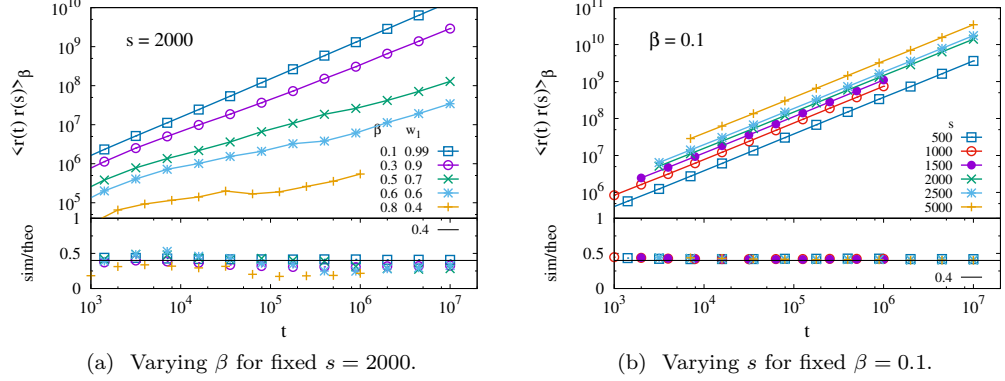 (a)
10^10
10^9
10^8
10^7
10^6
10^5
<r(t) r(s)>β
s = 2000
β w1
0.1 0.99
0.3 0.9
0.5 0.7
0.6 0.6
0.8 0.4
1
0.5
0
sim/theo
0.4
10^3 10^4 10^5 10^6 10^7
t
(a) Varying β for fixed s = 2000.
(b)
10^11
10^10
10^9
10^8
10^7
10^6
<r(t) r(s)>β
β = 0.1
s
500
1000
1500
2000
2500
5000
1
0.5
0
sim/theo
0.4
10^3 10^4 10^5 10^6 10^7
t
(b) Varying s for fixed β = 0.1.